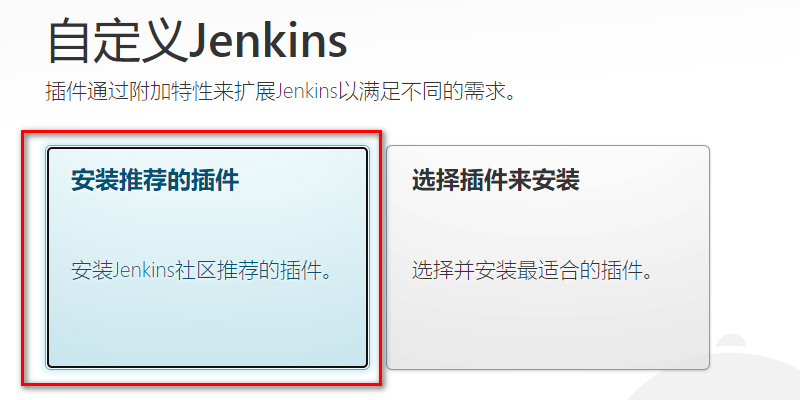 自定义Jenkins
插件通过附加特性来扩展Jenkins以满足不同的需求。
安装推荐的插件
安装Jenkins社区推荐的插件。
选择插件来安装
选择并安装最适合的插件。